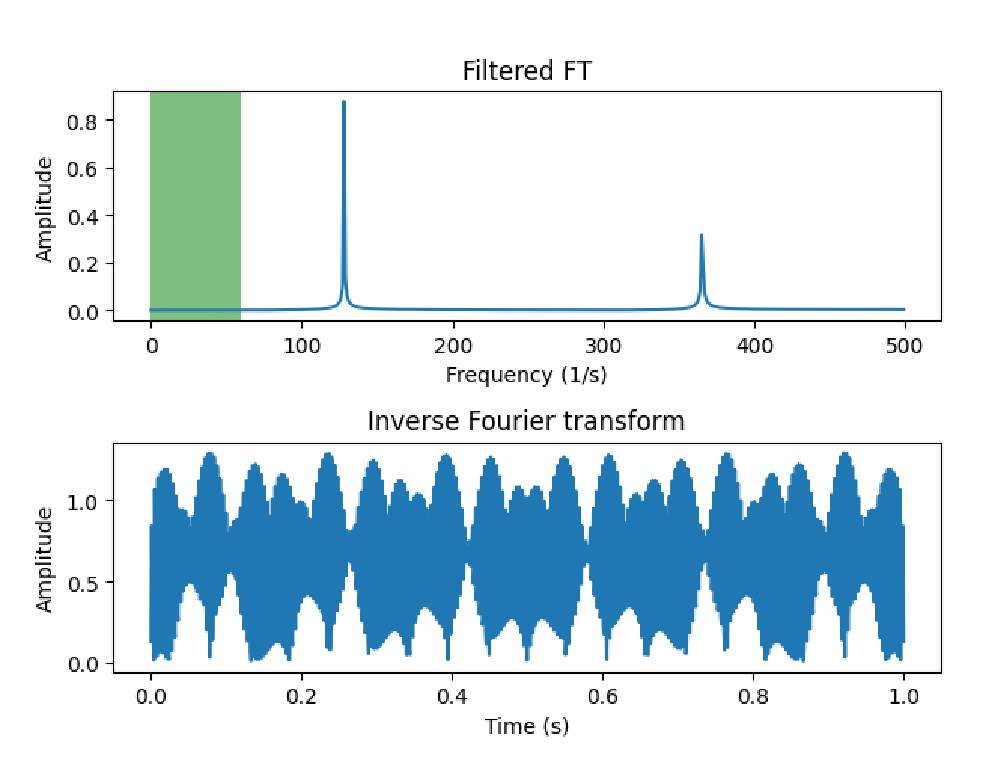 Filtered FT
0.8
0.6
0.4
0.2
0.0
Amplitude
0 100 200 300 400 500
Frequency (1/s)
Inverse Fourier transform
1.0
0.5
0.0
Amplitude
0.0 0.2 0.4 0.6 0.8 1.0
Time (s)